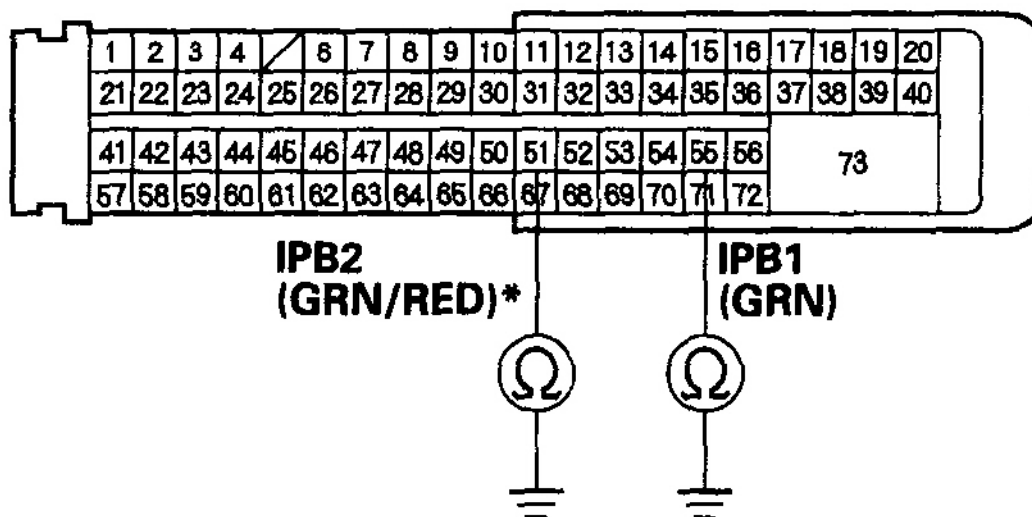 1 2 3 4 6 7 8 9 10 11 12 13 14 15 16 17 18 19 20
21 22 23 24 25 26 27 28 29 30 31 32 33 34 35 36 37 38 39 40
41 42 43 44 45 46 47 48 49 50 51 52 53 54 55 56 73
57 58 59 60 61 62 63 64 65 66 67 68 69 70 71 72
IPB2 IPB1
(GRN/RED)* (GRN)
Ω Ω